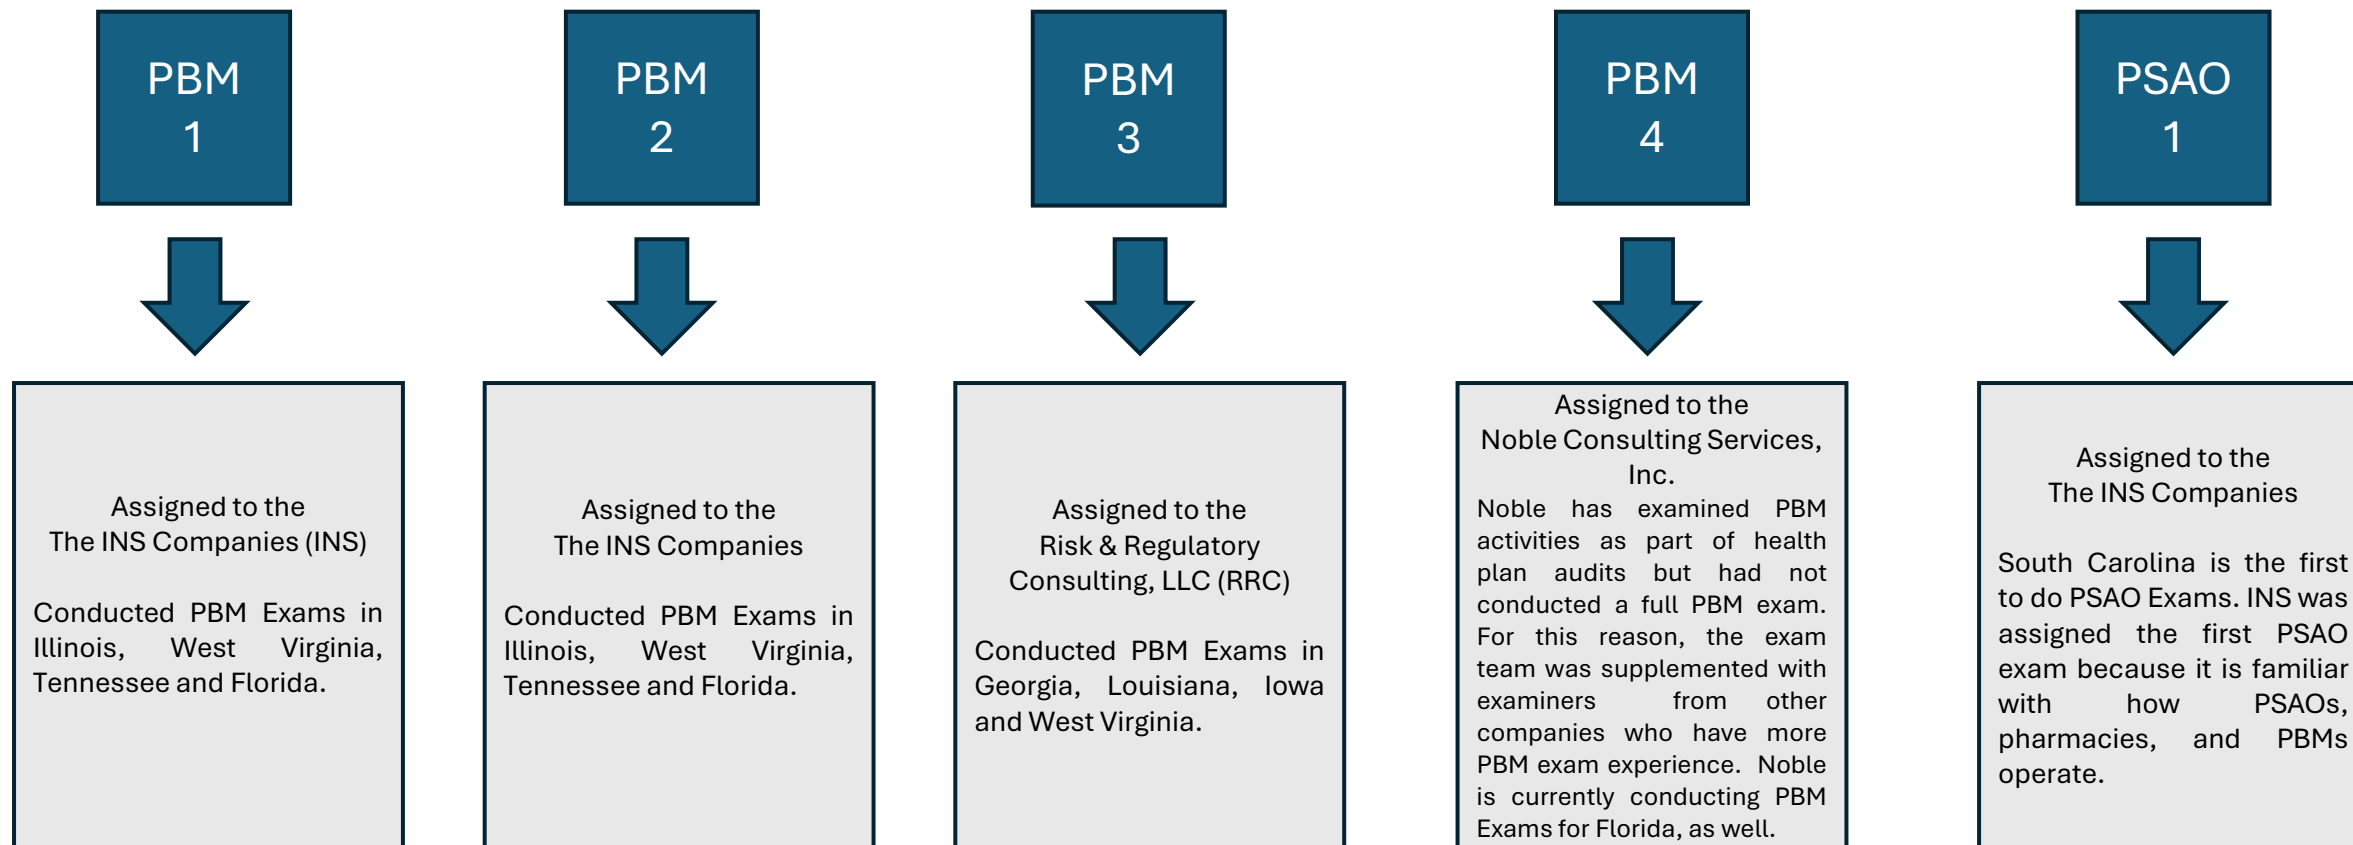 PBM
1
PBM
2
PBM
3
PBM
4
PSAO
1
Assigned to the
The INS Companies (INS)
Conducted PBM Exams in
Illinois, West Virginia,
Tennessee and Florida.
Assigned to the
The INS Companies
Conducted PBM Exams in
Illinois, West Virginia,
Tennessee and Florida.
Assigned to the
Risk & Regulatory
Consulting, LLC (RRC)
Conducted PBM Exams in
Georgia, Louisiana, Iowa
and West Virginia.
Assigned to the
Noble Consulting Services,
Inc.
Noble has examined PBM
activities as part of health
plan audits but had not
conducted a full PBM exam.
For this reason, the exam
team was supplemented with
examiners from other
companies who have more
PBM exam experience. Noble
is currently conducting PBM
Exams for Florida, as well.
Assigned to the
The INS Companies
South Carolina is the first
to do PSAO Exams. INS was
assigned the first PSAO
exam because it is familiar
with how PSAOs,
pharmacies, and PBMs
operate.